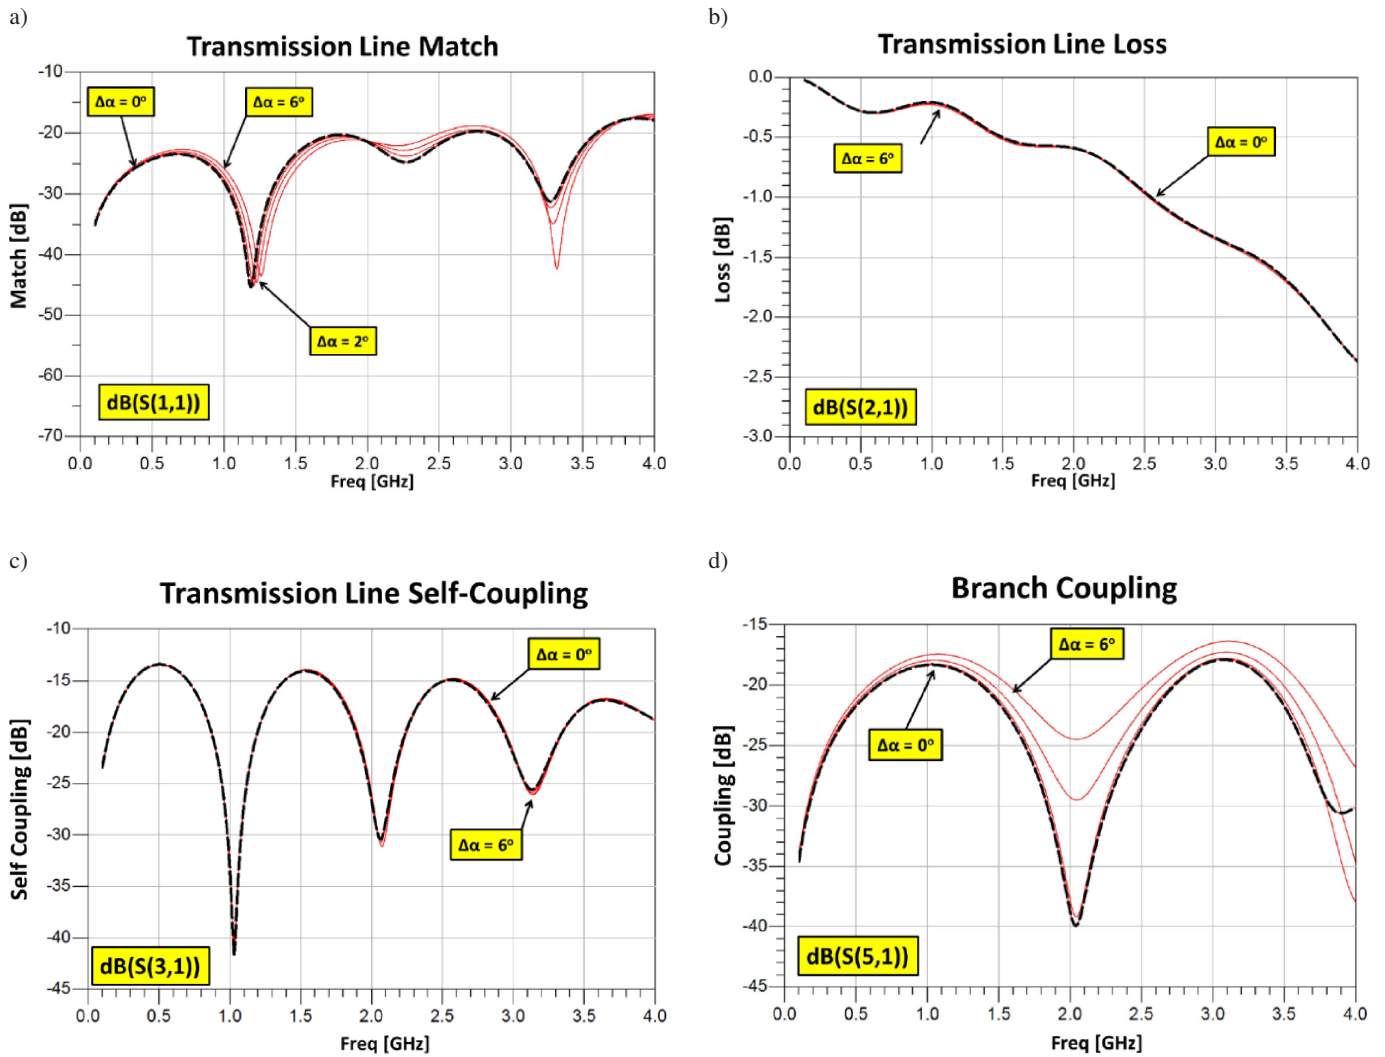 a)
Transmission Line Match
-10
-20
-30
-40
-50
-60
-70
Match [dB]
Δα = 0°
Δα = 6°
Δα = 2°
dB(S(1,1))
0.0 0.5 1.0 1.5 2.0 2.5 3.0 3.5 4.0
Freq [GHz]
b)
Transmission Line Loss
0.0
-0.5
-1.0
-1.5
-2.0
-2.5
-3.0
Loss [dB]
Δα = 6°
Δα = 0°
dB(S(2,1))
0.0 0.5 1.0 1.5 2.0 2.5 3.0 3.5 4.0
Freq [GHz]
c)
Transmission Line Self-Coupling
-10
-15
-20
-25
-30
-35
-40
-45
Self Coupling [dB]
Δα = 0°
Δα = 6°
dB(S(3,1))
0.0 0.5 1.0 1.5 2.0 2.5 3.0 3.5 4.0
Freq [GHz]
d)
Branch Coupling
-15
-20
-25
-30
-35
-40
-45
Coupling [dB]
Δα = 6°
Δα = 0°
dB(S(5,1))
0.0 0.5 1.0 1.5 2.0 2.5 3.0 3.5 4.0
Freq [GHz]